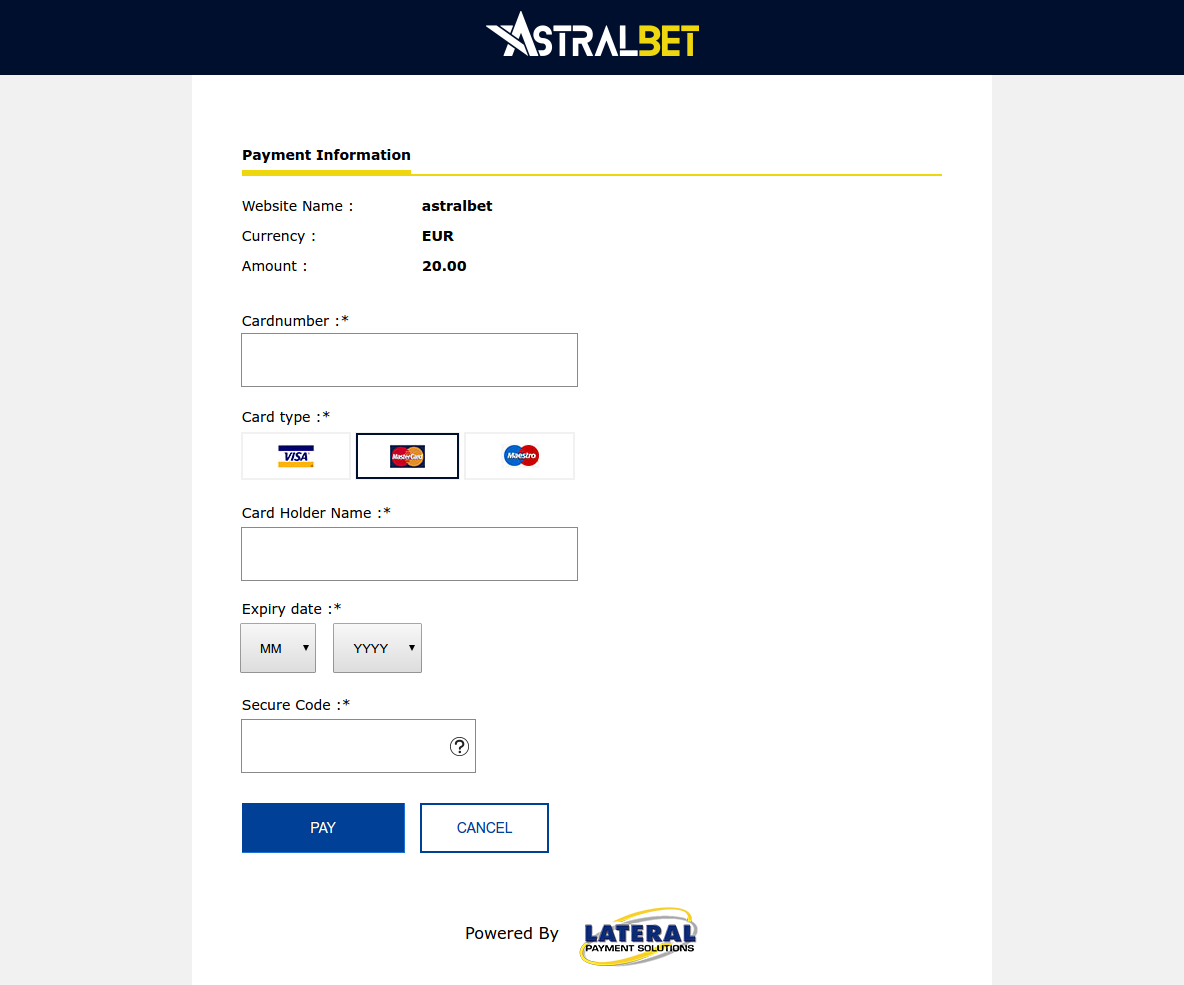 ASTRALBET
Payment Information
Website Name : astralbet
Currency : EUR
Amount : 20.00
Cardnumber :*
Card type :*
VISA MasterCard Maestro
Card Holder Name :*
Expiry date :*
MM YYYY
Secure Code :*
?
PAY CANCEL
Powered By LATERAL
PAYMENT SOLUTIONS